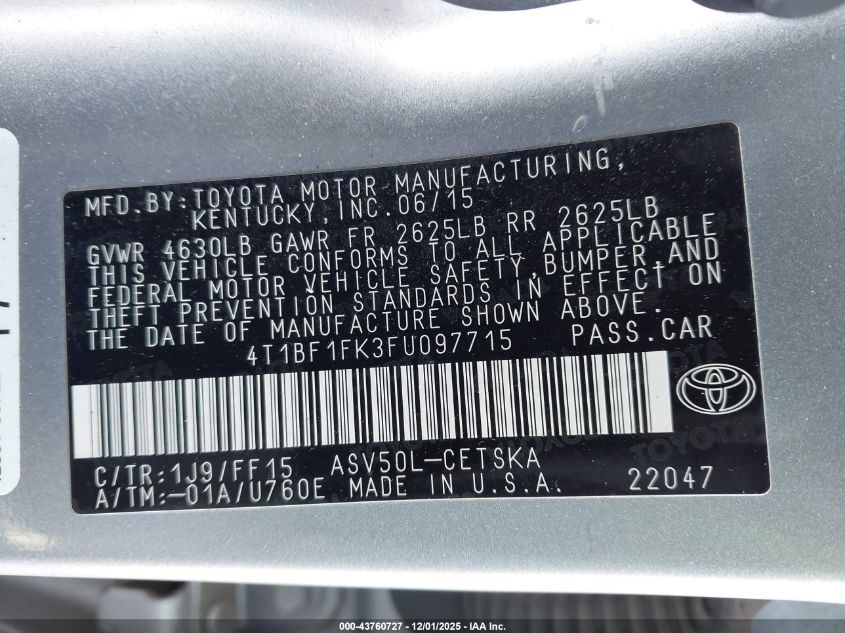 MFD.BY:TOYOTA MOTOR MANUFACTURING,
KENTUCKY,INC.06/15
GVWR 4630LB GAWR FR 2625LB RR 2625LB
THIS VEHICLE CONFORMS TO ALL APPLICABLE
FEDERAL MOTOR VEHICLE SAFETY,BUMPER,AND
THEFT PREVENTION STANDARDS IN EFFECT ON
THE DATE OF MANUFACTURE SHOWN ABOVE.
4T1BF1FK3FU097715 PASS.CAR
C/TR:1J9/FF15 ASV50L-CETSKA
A/TM:-01A/U760E MADE IN U.S.A. 22047
000-43760727 - 12/01/2025 - IAA Inc.